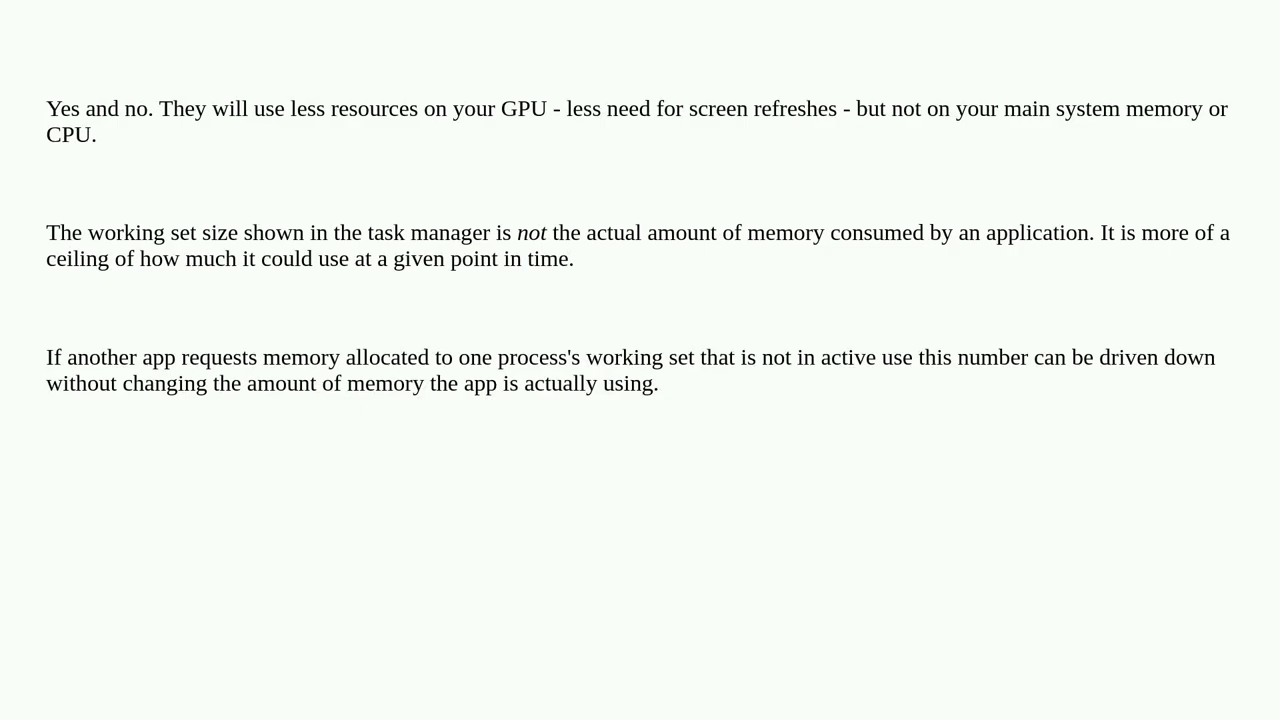 Yes and no. They will use less resources on your GPU - less need for screen refreshes - but not on your main system memory or
CPU.
The working set size shown in the task manager is not the actual amount of memory consumed by an application. It is more of a
ceiling of how much it could use at a given point in time.
If another app requests memory allocated to one process's working set that is not in active use this number can be driven down
without changing the amount of memory the app is actually using.